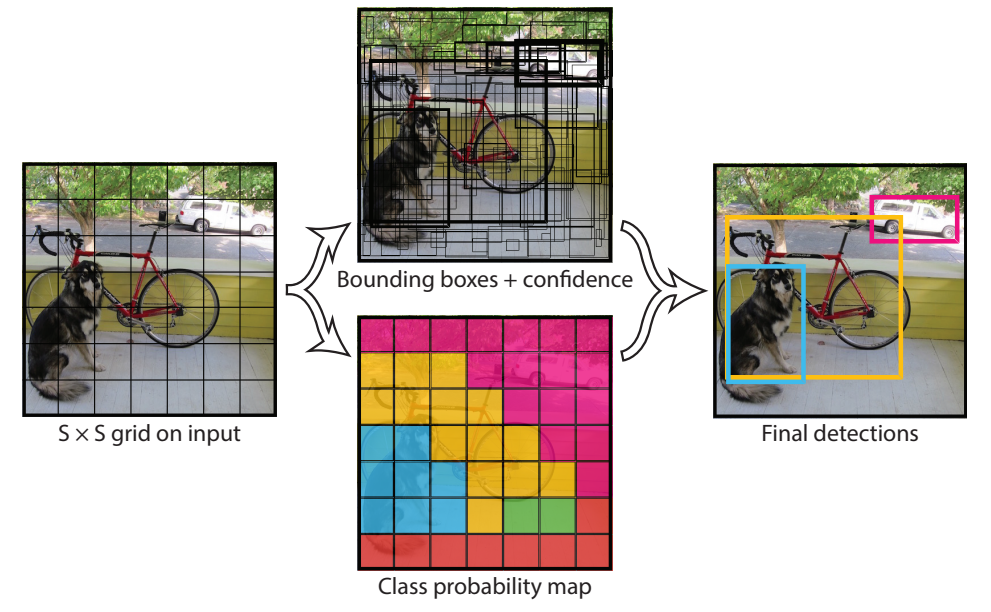 Bounding boxes + confidence
S × S grid on input
Final detections
Class probability map